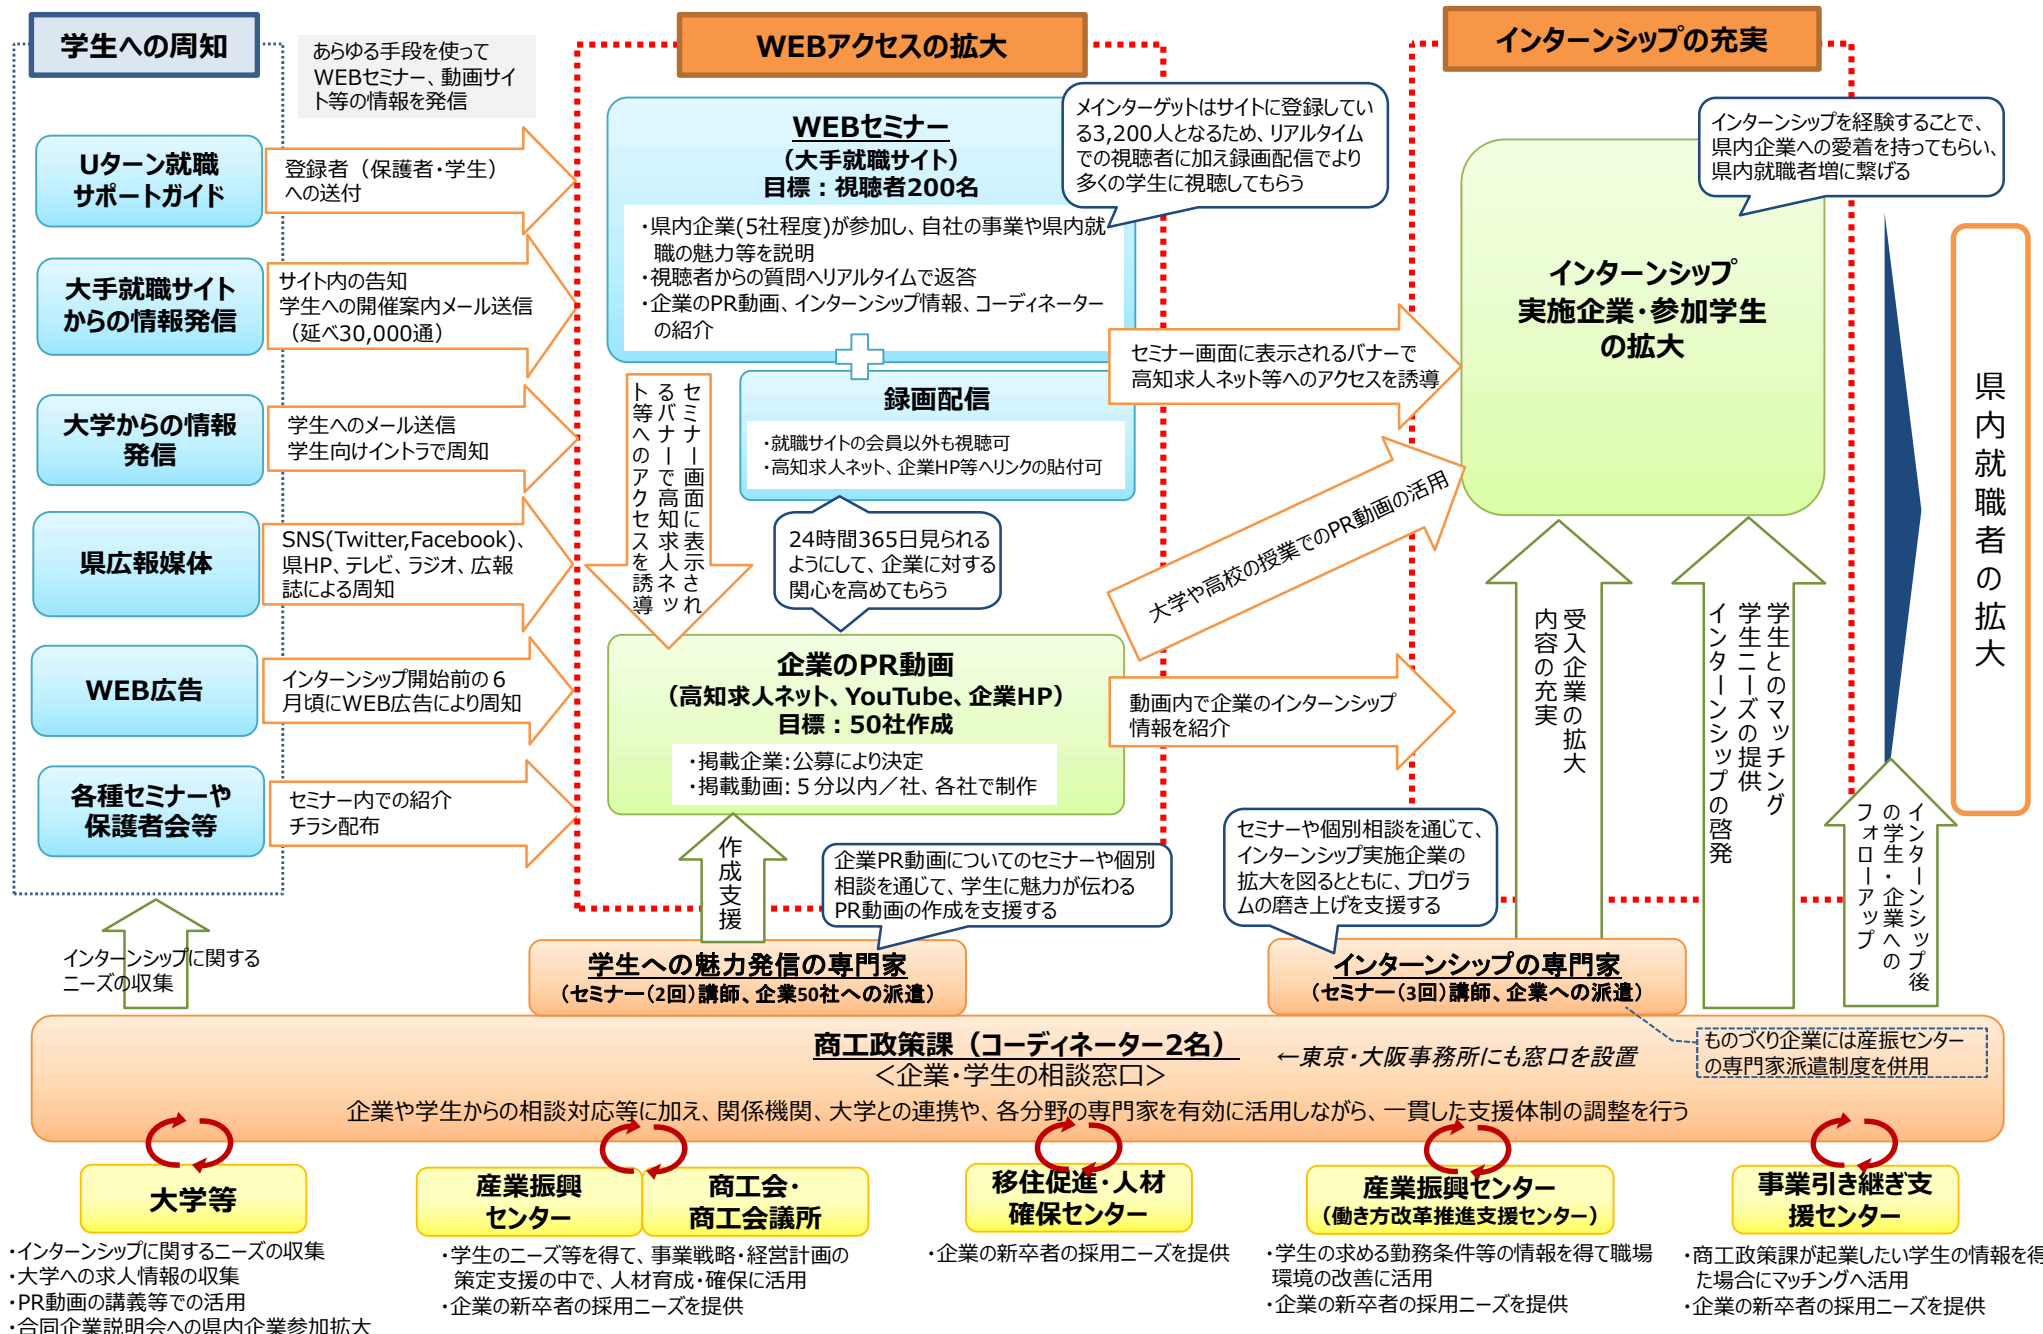 学生への周知
あらゆる手段を使って
WEBセミナー、動画サイ
ト等の情報を発信
Uターン就職
サポートガイド
登録者（保護者・学生）
への送付
大手就職サイト
からの情報発信
サイト内の告知
学生への開催案内メール送信
（延べ30,000通）
大学からの情報
発信
学生へのメール送信
学生向けイントラで周知
県広報媒体
SNS(Twitter,Facebook)、
県HP、テレビ、ラジオ、広報
誌による周知
WEB広告
インターンシップ開始前の６
月頃にWEB広告により周知
各種セミナーや
保護者会等
セミナー内での紹介
チラシ配布
インターンシップに関する
ニーズの収集
WEBアクセスの拡大
WEBセミナー
（大手就職サイト）
目標：視聴者200名
・県内企業(5社程度)が参加し、自社の事業や県内就
職の魅力等を説明
・視聴者からの質問へリアルタイムで返答
・企業のPR動画、インターンシップ情報、コーディネーター
の紹介
メインターゲットはサイトに登録してい
る3,200人となるため、リアルタイム
での視聴者に加え録画配信でより
多くの学生に視聴してもらう
録画配信
・就職サイトの会員以外も視聴可
・高知求人ネット、企業HP等へリンクの貼付可
セミナー画面に表示され
るバナーで高知求人ネッ
ト等へのアクセスを誘導
24時間365日見られる
ようにして、企業に対する
関心を高めてもらう
企業のPR動画
（高知求人ネット、YouTube、企業HP）
目標：50社作成
・掲載企業：公募により決定
・掲載動画：５分以内／社、各社で制作
作成支援
企業PR動画についてのセミナーや個別
相談を通じて、学生に魅力が伝わる
PR動画の作成を支援する
学生への魅力発信の専門家
（セミナー（2回）講師、企業50社への派遣）
セミナー画面に表示されるバナーで
高知求人ネット等へのアクセスを誘導
大学や高校の授業でのPR動画の活用
動画内で企業のインターンシップ
情報を紹介
インターンシップの充実
インターンシップを経験することで、
県内企業への愛着を持ってもらい、
県内就職者増に繋げる
インターンシップ
実施企業・参加学生
の拡大
受入企業の拡大
内容の充実
学生とのマッチング
学生ニーズの提供
インターンシップの啓発
インターンシップ後
の学生・企業への
フォローアップ
県内就職者の拡大
セミナーや個別相談を通じて、
インターンシップ実施企業の
拡大を図るとともに、プログラ
ムの磨き上げを支援する
インターンシップの専門家
（セミナー（3回）講師、企業への派遣）
商工政策課（コーディネーター2名）
←東京・大阪事務所にも窓口を設置
＜企業・学生の相談窓口＞
ものづくり企業には産振センター
の専門家派遣制度を併用
企業や学生からの相談対応等に加え、関係機関、大学との連携や、各分野の専門家を有効に活用しながら、一貫した支援体制の調整を行う
大学等
・インターンシップに関するニーズの収集
・大学への求人情報の収集
・PR動画の講義等での活用
・合同企業説明会への県内企業参加拡大
産業振興
センター
商工会・
商工会議所
・学生のニーズ等を得て、事業戦略・経営計画の
策定支援の中で、人材育成・確保に活用
・企業の新卒者の採用ニーズを提供
移住促進・人材
確保センター
・企業の新卒者の採用ニーズを提供
産業振興センター
（働き方改革推進支援センター）
・学生の求める勤務条件等の情報を得て職場
環境の改善に活用
・企業の新卒者の採用ニーズを提供
事業引き継ぎ支
援センター
・商工政策課が起業したい学生の情報を得
た場合にマッチングへ活用
・企業の新卒者の採用ニーズを提供